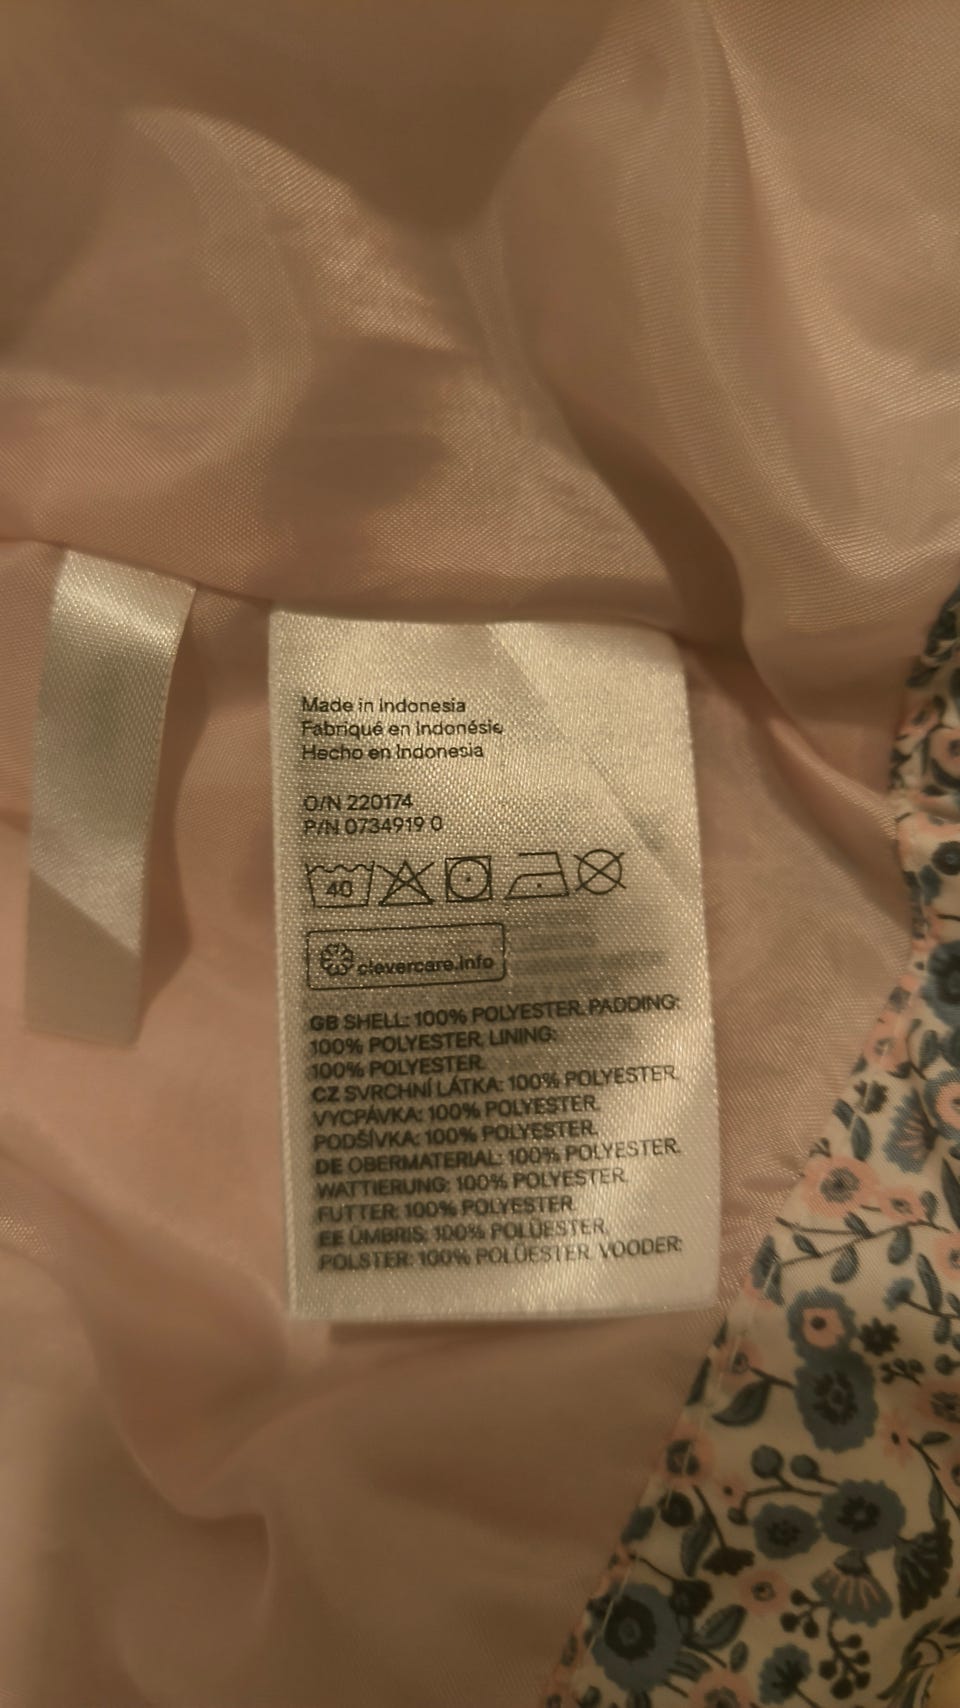 Made in Indonesia
Fabriqué en Indonésie
Hecho en Indonesia
O/N 220174
P/N 0734919 0
40
clevercare.info
GB SHELL: 100% POLYESTER. PADDING:
100% POLYESTER. LINING:
100% POLYESTER.
CZ SVRCHNÍ LÁTKA: 100% POLYESTER.
VYCPÁVKA: 100% POLYESTER.
PODŠÍVKA: 100% POLYESTER.
DE OBERMATERIAL: 100% POLYESTER.
WATTIERUNG: 100% POLYESTER.
FUTTER: 100% POLYESTER.
EE ÜMBRIS: 100% POLÜESTER.
POLSTER: 100% POLÜESTER. VOODER: